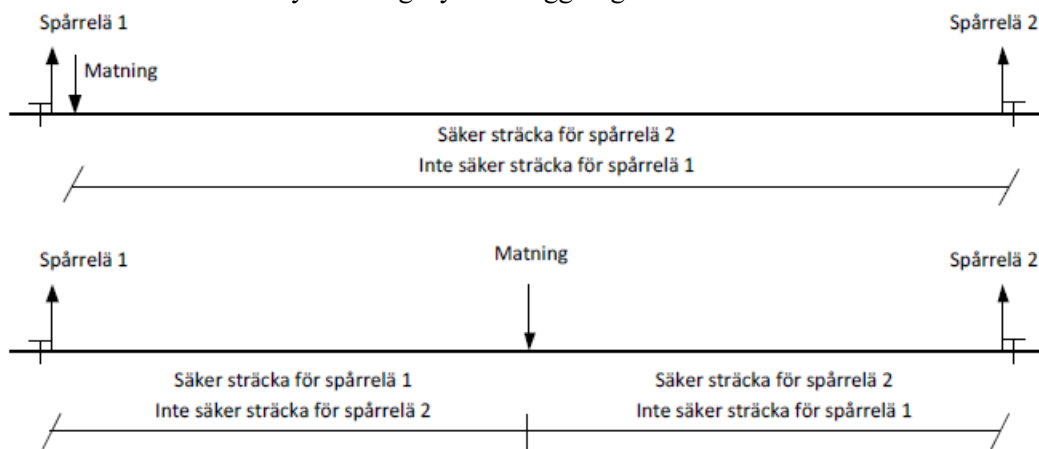 Spårrelä 1
Spårrelä 2
Matning
Säker sträcka för spårrelä 2
Inte säker sträcka för spårrelä 1
Spårrelä 1
Matning
Spårrelä 2
Säker sträcka för spårrelä 1
Säker sträcka för spårrelä 2
Inte säker sträcka för spårrelä 2
Inte säker sträcka för spårrelä 1